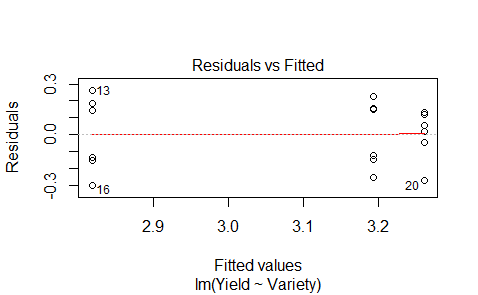 Residuals vs Fitted
Residuals
0.3
0.0
-0.3
13
16
20
2.9 3.0 3.1 3.2
Fitted values
lm(Yield ~ Variety)